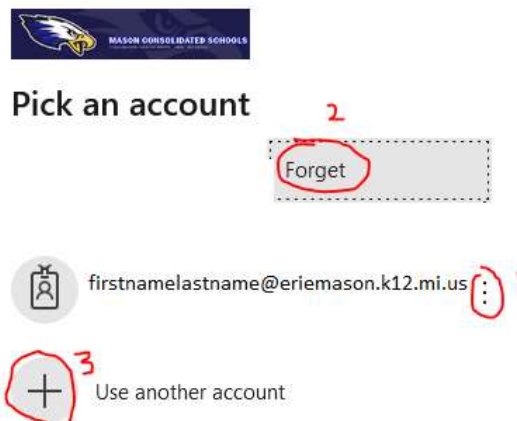 MASON CONSOLIDATED SCHOOLS
Pick an account
2
Forget
firstnamelastname@eriemason.k12.mi.us
3
Use another account